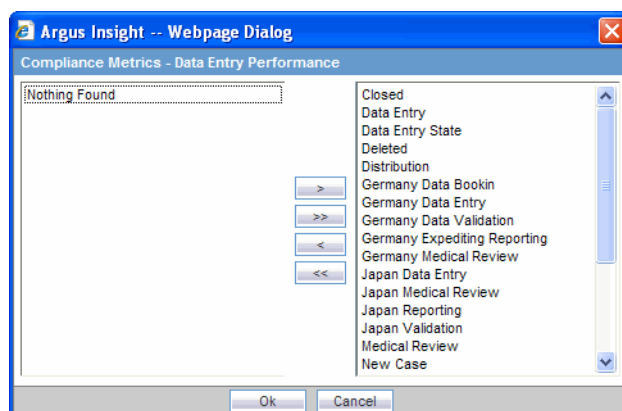 Argus Insight -- Webpage Dialog
Compliance Metrics - Data Entry Performance
Nothing Found
>
>>
<
<<
Closed
Data Entry
Data Entry State
Deleted
Distribution
Germany Data Bookin
Germany Data Entry
Germany Data Validation
Germany Expediting Reporting
Germany Medical Review
Japan Data Entry
Japan Medical Review
Japan Reporting
Japan Validation
Medical Review
New Case
Ok
Cancel